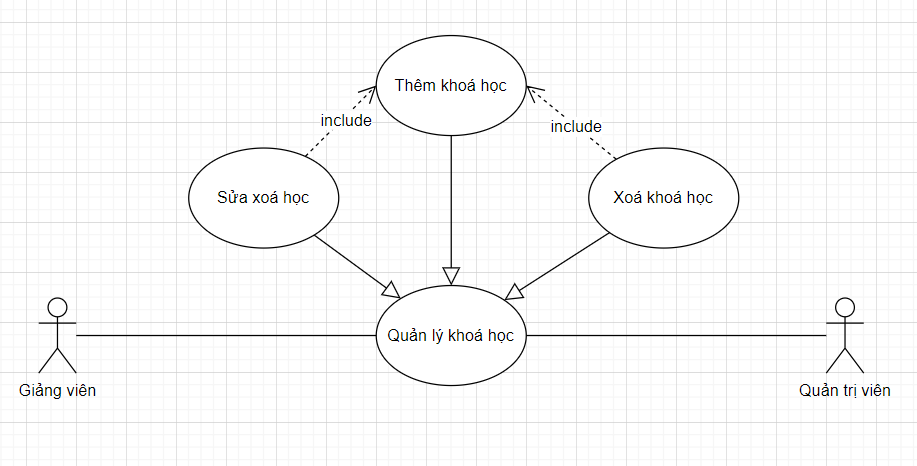 Thêm khoá học
include
include
Sửa xoá học
Xoá khoá học
Quản lý khoá học
Giảng viên
Quản trị viên